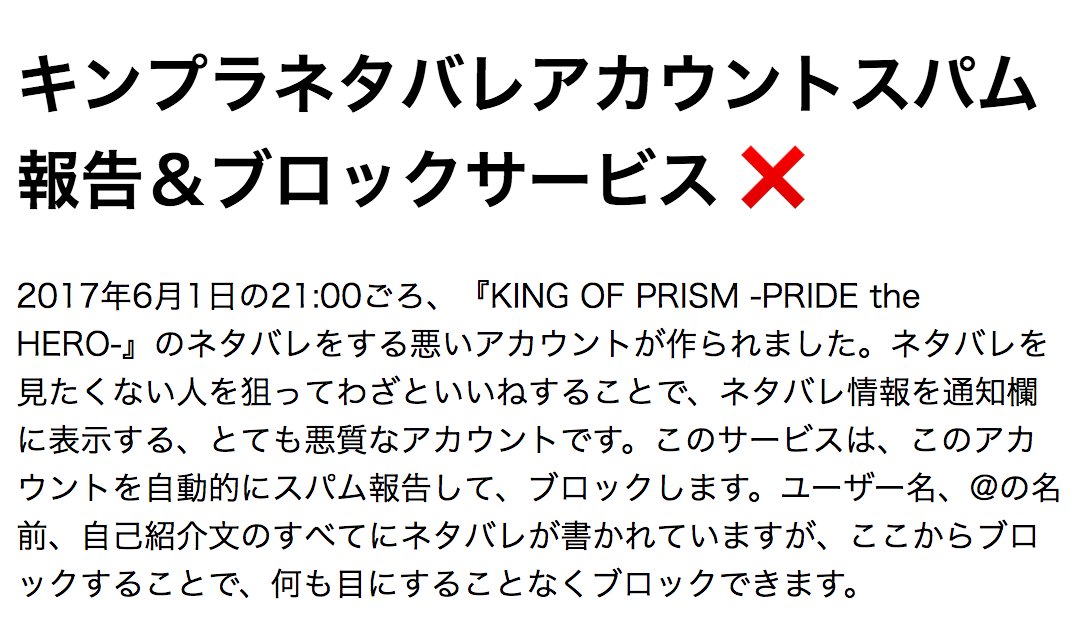 キンプラネタバレアカウントスパム
報告＆ブロックサービス ❌
2017年6月1日の21:00ごろ、『KING OF PRISM -PRIDE the
HERO-』のネタバレをする悪いアカウントが作られました。ネタバレを
見たくない人を狙ってわざといいねすることで、ネタバレ情報を通知欄
に表示する、とても悪質なアカウントです。このサービスは、このアカ
ウントを自動的にスパム報告して、ブロックします。ユーザー名、@の名
前、自己紹介文のすべてにネタバレが書かれていますが、ここからブロ
ックすることで、何も目にすることなくブロックできます。